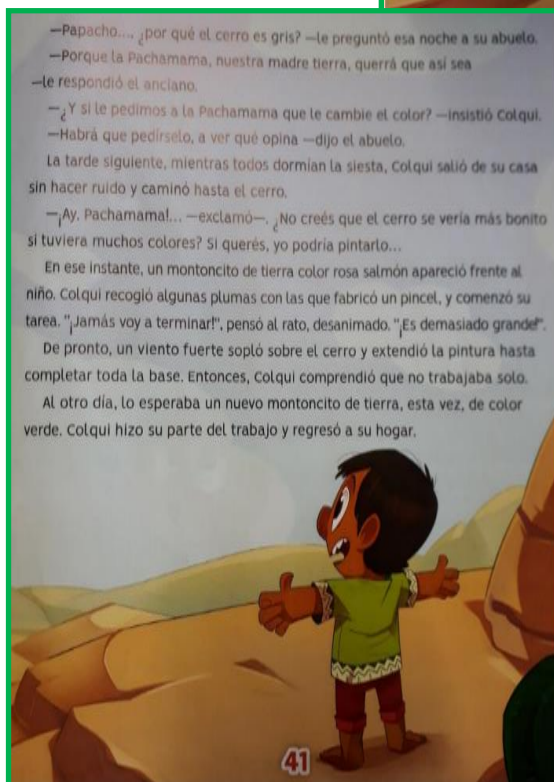 —Papacho..., ¿por qué el cerro es gris? —le preguntó esa noche a su abuelo.
—Porque la Pachamama, nuestra madre tierra, querrá que así sea
—le respondió el anciano.
—¿Y si le pedimos a la Pachamama que le cambie el color? —insistió Colqui.
—Habrá que pedírselo, a ver qué opina —dijo el abuelo.
La tarde siguiente, mientras todos dormían la siesta, Colqui salió de su casa
sin hacer ruido y caminó hasta el cerro.
—¡Ay, Pachamama!... —exclamó—. ¿No creés que el cerro se vería más bonito
si tuviera muchos colores? Si querés, yo podría pintarlo...
En ese instante, un montoncito de tierra color rosa salmón apareció frente al
niño. Colqui recogió algunas plumas con las que fabricó un pincel, y comenzó su
tarea. "¡Jamás voy a terminar!", pensó al rato, desanimado. "¡Es demasiado grande!".
De pronto, un viento fuerte sopló sobre el cerro y extendió la pintura hasta
completar toda la base. Entonces, Colqui comprendió que no trabajaba solo.
Al otro día, lo esperaba un nuevo montoncito de tierra, esta vez, de color
verde. Colqui hizo su parte del trabajo y regresó a su hogar.
41